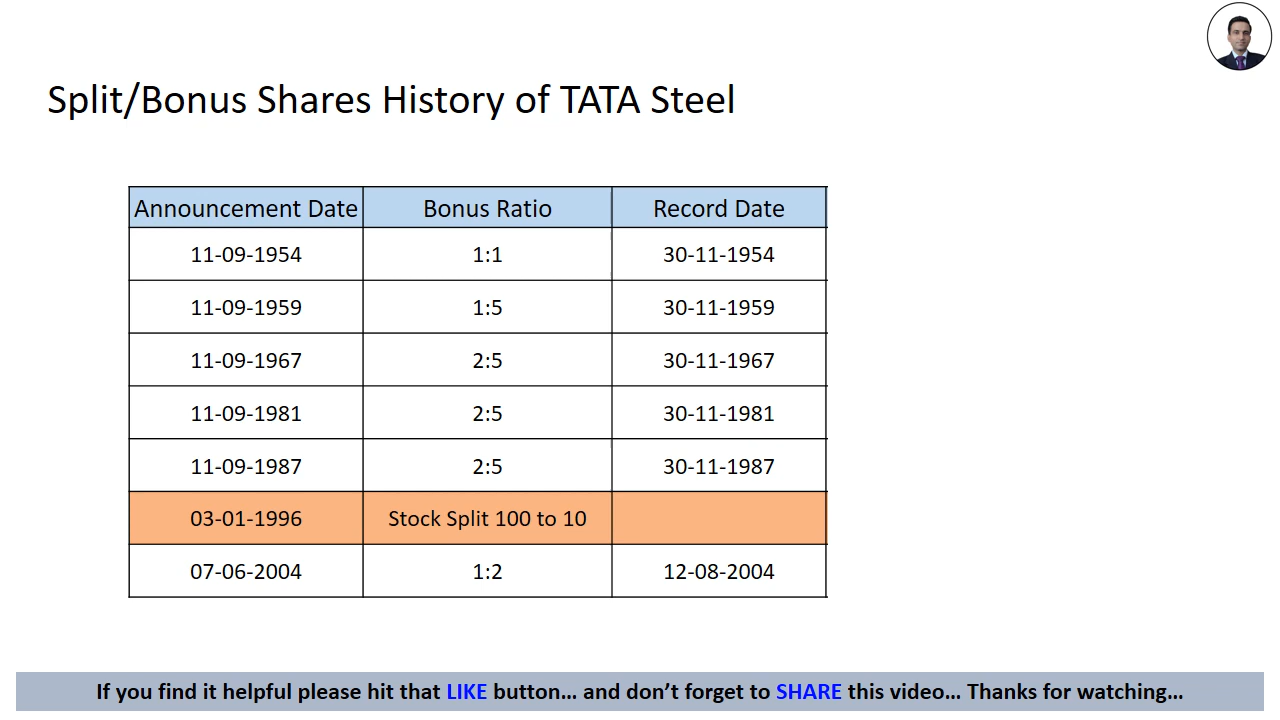 Split/Bonus Shares History of TATA Steel
Announcement Date Bonus Ratio Record Date
11-09-1954 1:1 30-11-1954
11-09-1959 1:5 30-11-1959
11-09-1967 2:5 30-11-1967
11-09-1981 2:5 30-11-1981
11-09-1987 2:5 30-11-1987
03-01-1996 Stock Split 100 to 10
07-06-2004 1:2 12-08-2004
If you find it helpful please hit that LIKE button... and don’t forget to SHARE this video... Thanks for watching...